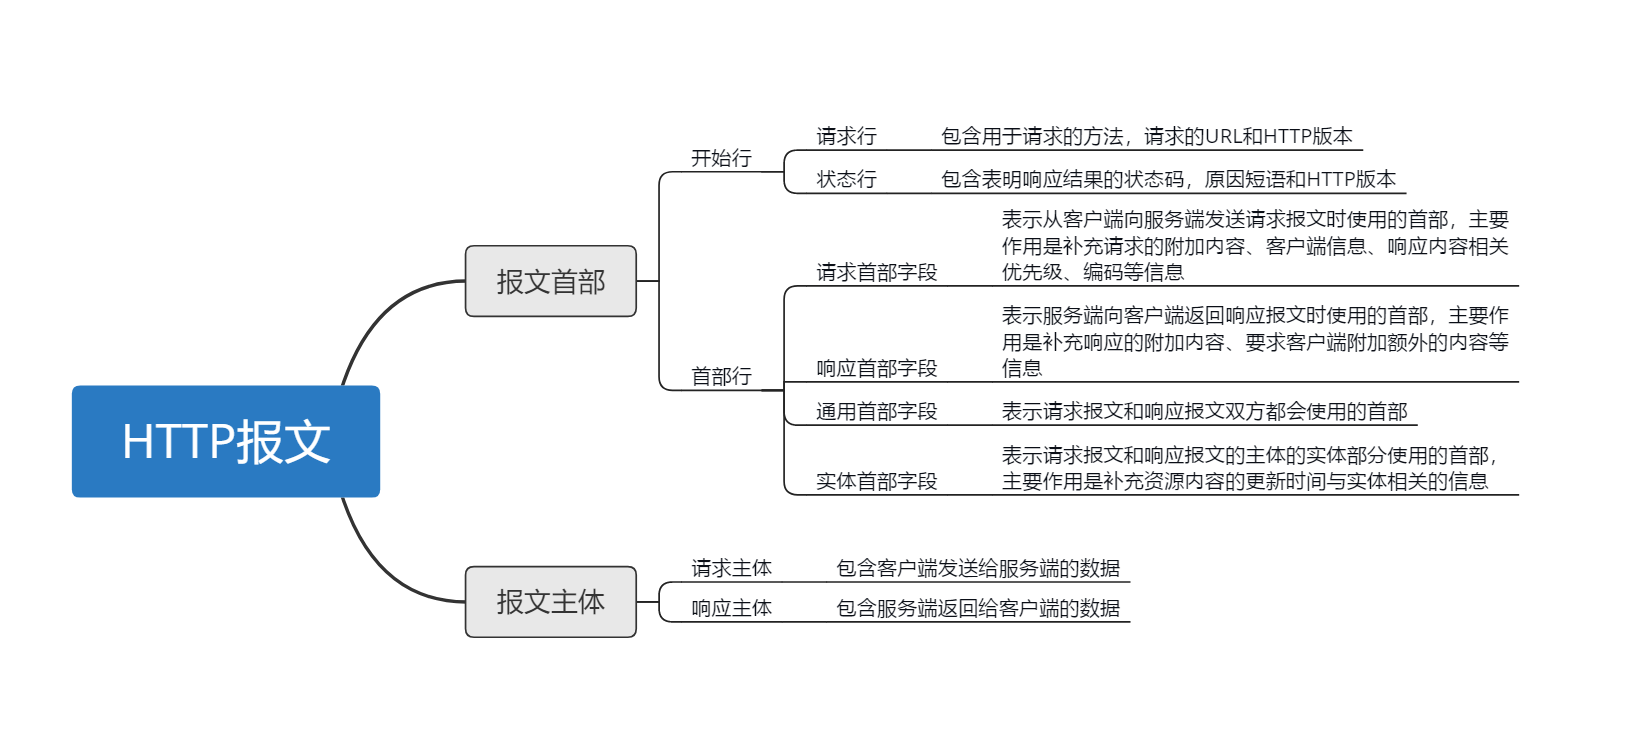 HTTP报文
报文首部
开始行
请求行
包含用于请求的方法，请求的URL和HTTP版本
状态行
包含表明响应结果的状态码，原因短语和HTTP版本
首部行
请求首部字段
表示从客户端向服务端发送请求报文时使用的首部，主要
作用是补充请求的附加内容、客户端信息、响应内容相关
优先级、编码等信息
响应首部字段
表示服务端向客户端返回响应报文时使用的首部，主要作
用是补充响应的附加内容、要求客户端附加额外的内容等
信息
通用首部字段
表示请求报文和响应报文双方都会使用的首部
实体首部字段
表示请求报文和响应报文的主体的实体部分使用的首部，
主要作用是补充资源内容的更新时间与实体相关的信息
报文主体
请求主体
包含客户端发送给服务端的数据
响应主体
包含服务端返回给客户端的数据